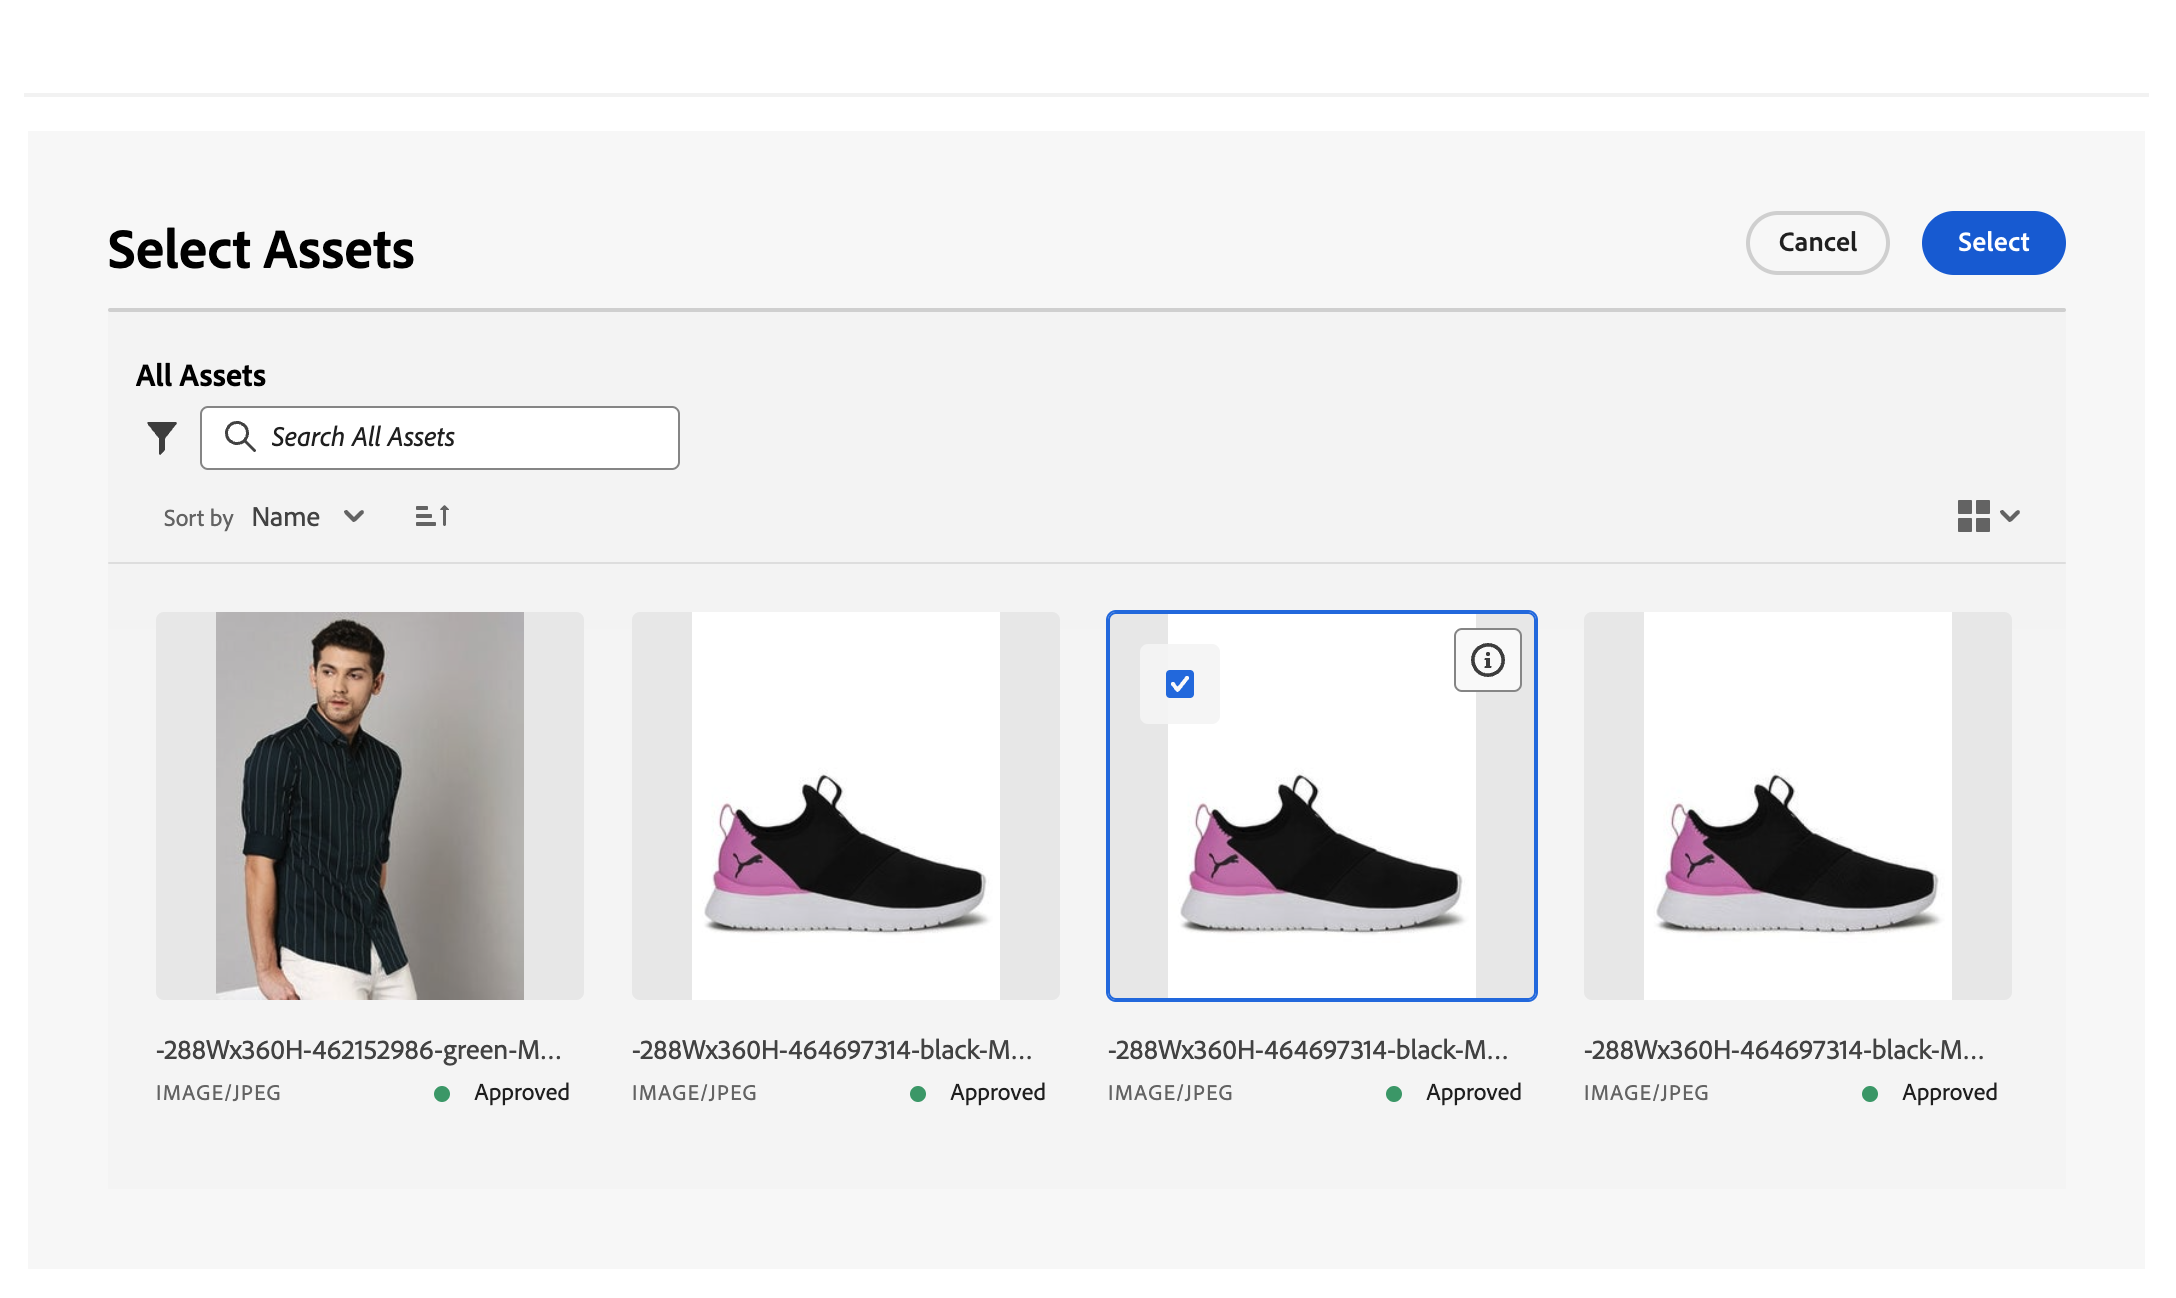 Select Assets
Cancel
Select
All Assets
Search All Assets
Sort by Name
-288Wx360H-462152986-green-M...
-288Wx360H-464697314-black-M...
-288Wx360H-464697314-black-M...
-288Wx360H-464697314-black-M...
IMAGE/JPEG
Approved
IMAGE/JPEG
Approved
IMAGE/JPEG
Approved
IMAGE/JPEG
Approved